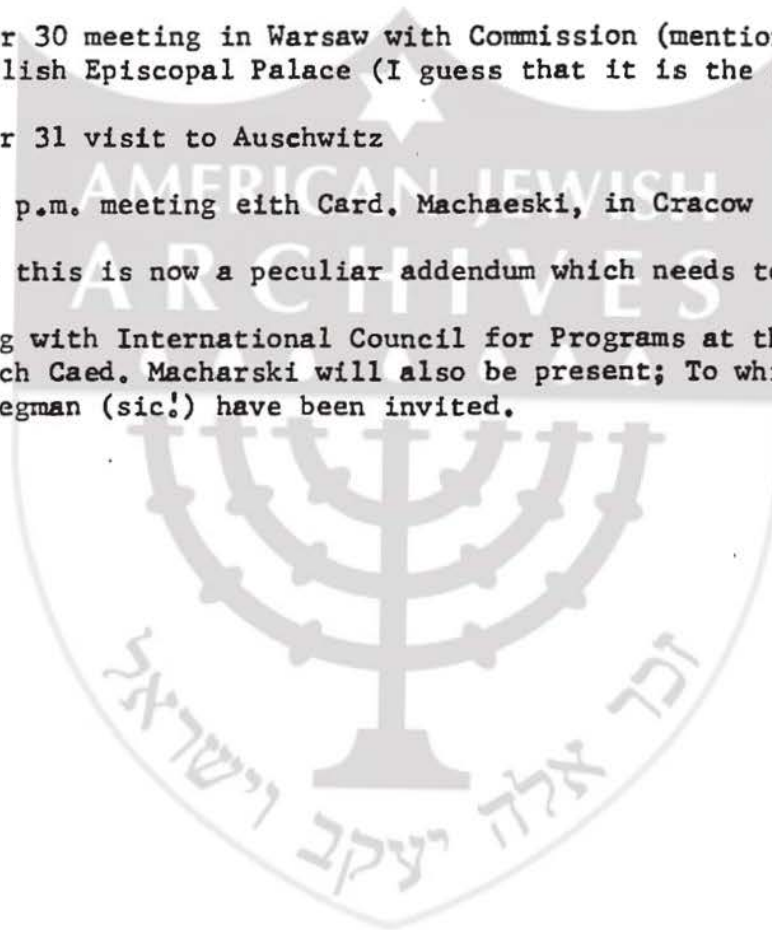 r 30 meeting in Warsaw with Commission (mentio
lish Episcopal Palace (I guess that it is the
r 31 visit to Auschwitz
p.m. meeting eith Card. Machaeski, in Cracow
this is now a peculiar addendum which needs t
g with International Council for Programs at t
ch Caed. Macharski will also be present; To wh
egman (sic!) have been invited.
AMERICAN JEWISH
ARCHIVES
זכר אלה יעקב וישראל